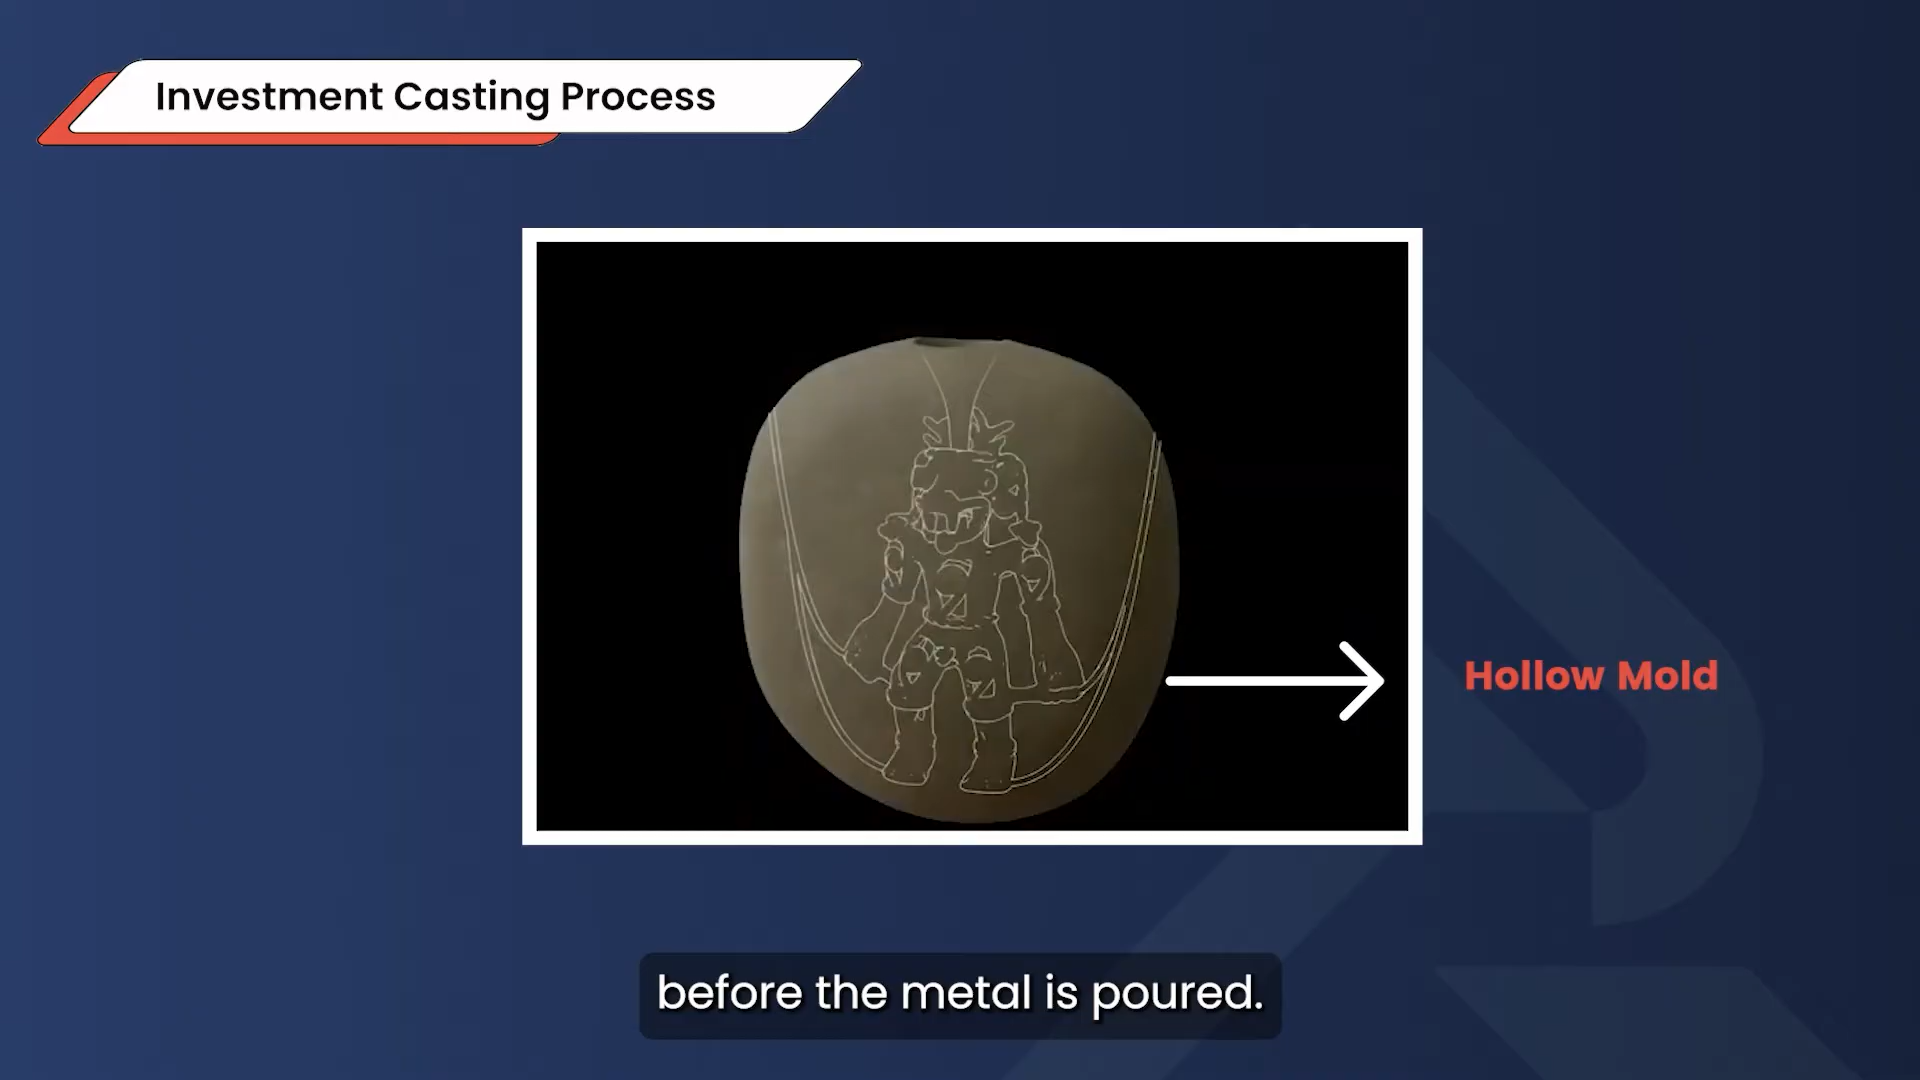 Investment Casting Process
Hollow Mold
before the metal is poured.